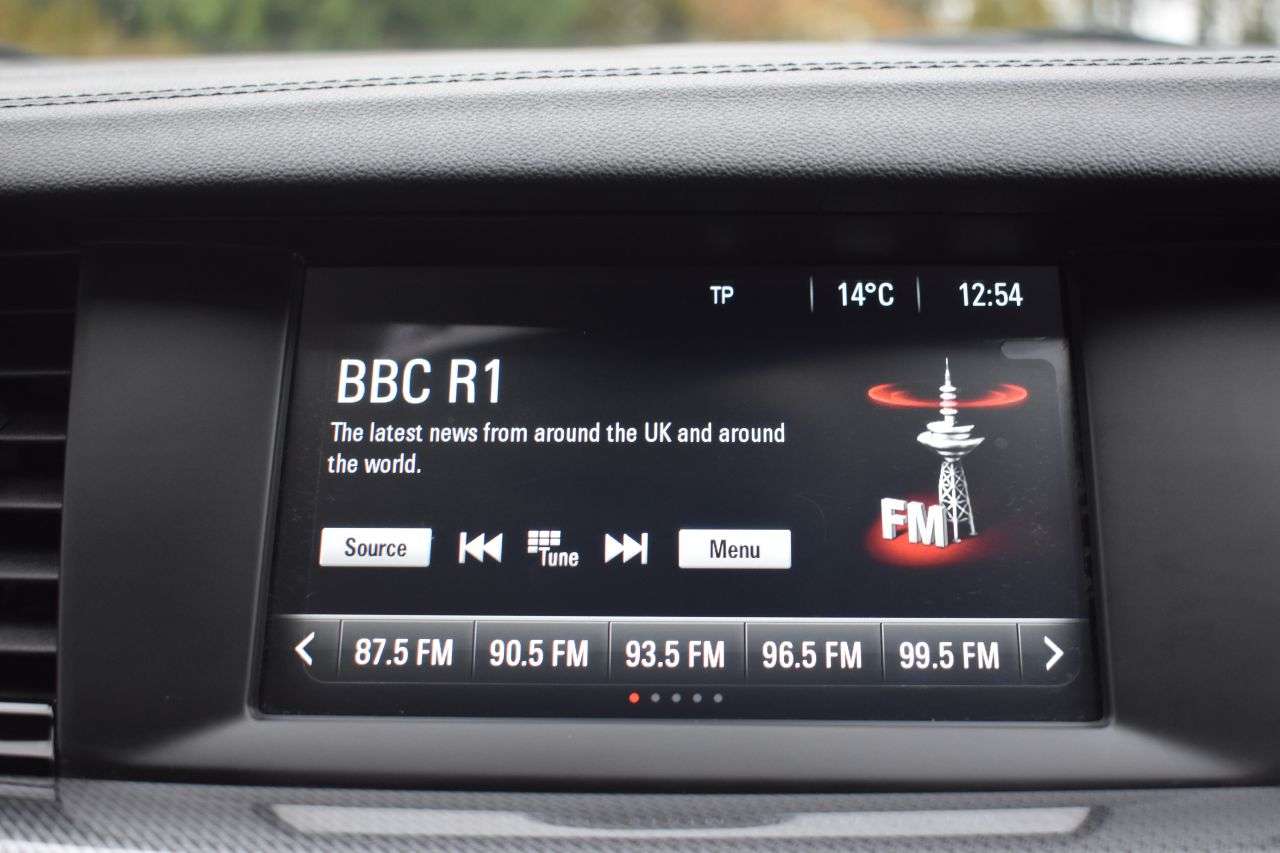 TP 14°C 12:54
BBC R1
The latest news from around the UK and around
the world.
FM
Source Tune Menu
87.5 FM 90.5 FM 93.5 FM 96.5 FM 99.5 FM